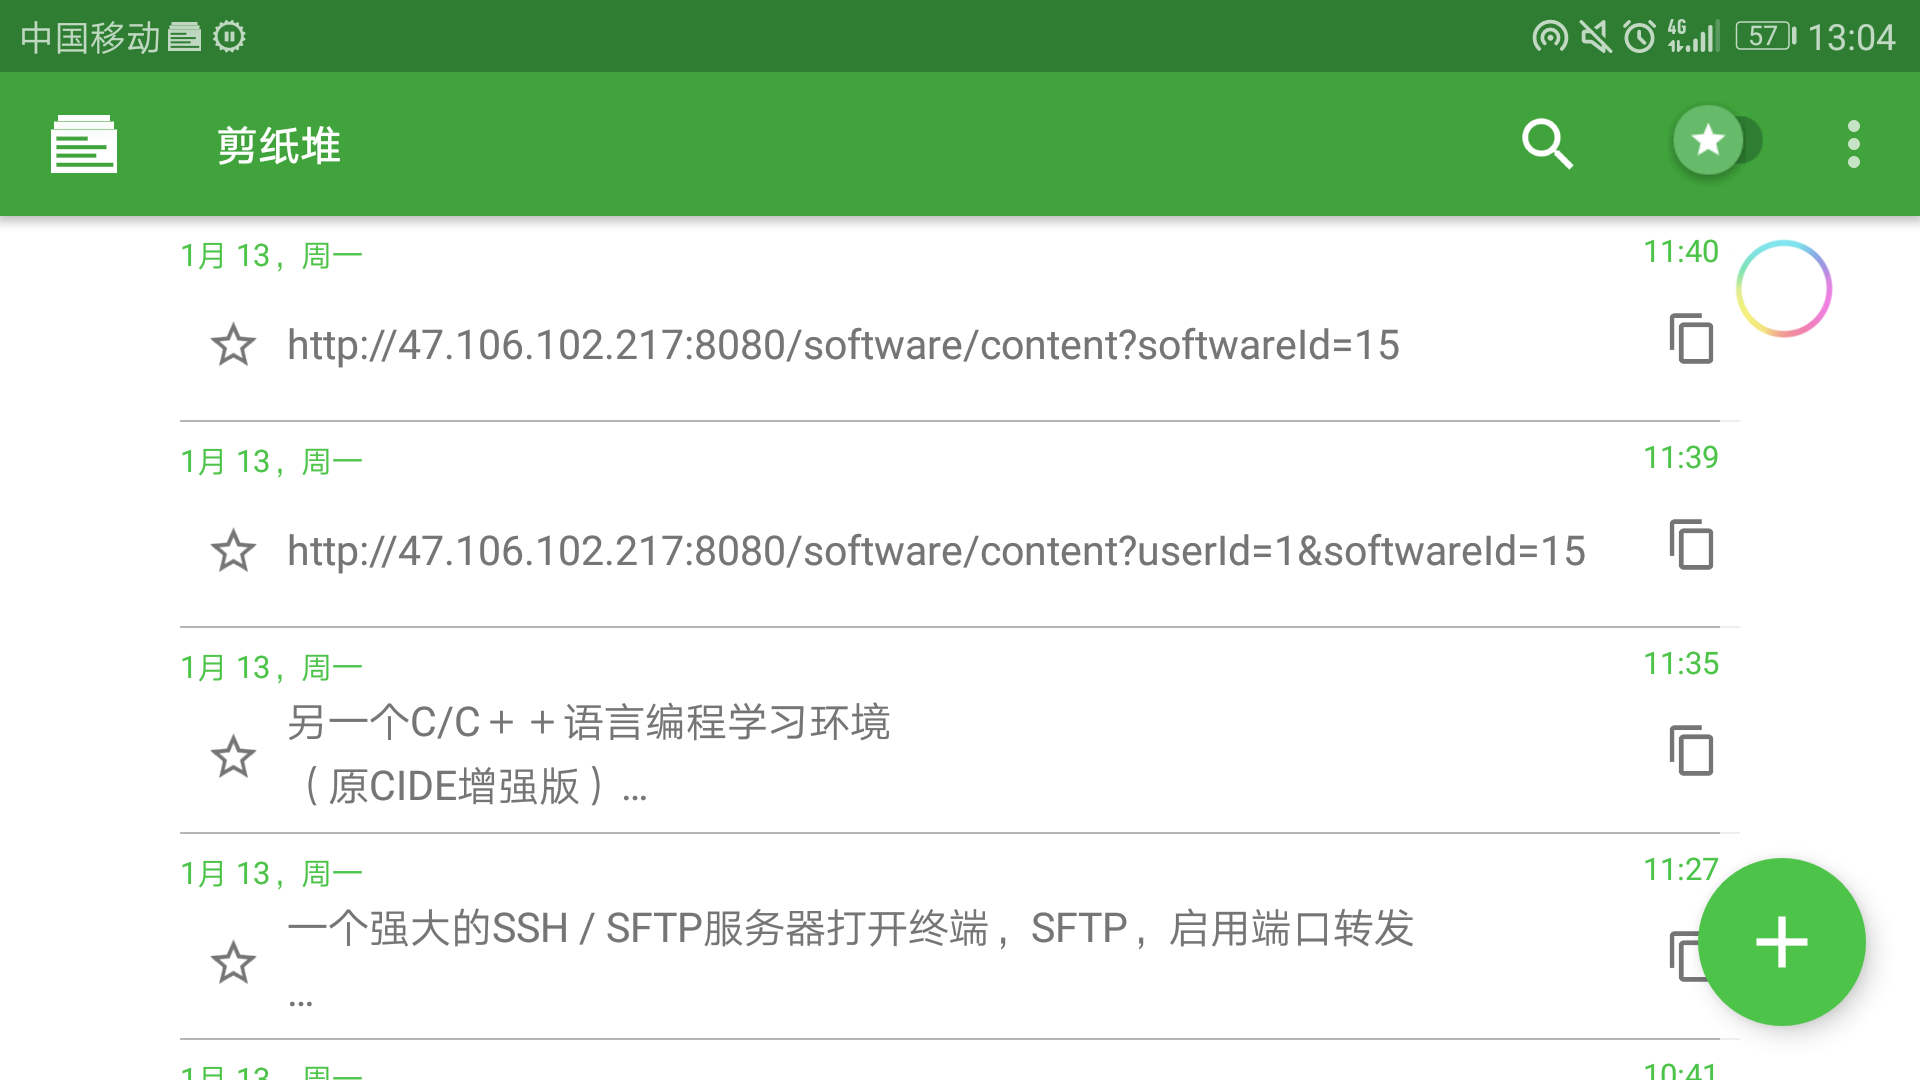 中国移动
4G
57
13:04
剪纸堆
1月 13，周一
11:40
http://47.106.102.217:8080/software/content?softwareId=15
1月 13，周一
11:39
http://47.106.102.217:8080/software/content?userId=1&softwareId=15
1月 13，周一
11:35
另一个C/C＋＋语言编程学习环境
（原CIDE增强版）...
1月 13，周一
11:27
一个强大的SSH / SFTP服务器打开终端，SFTP，启用端口转发
...
1月 13，周一
10:41